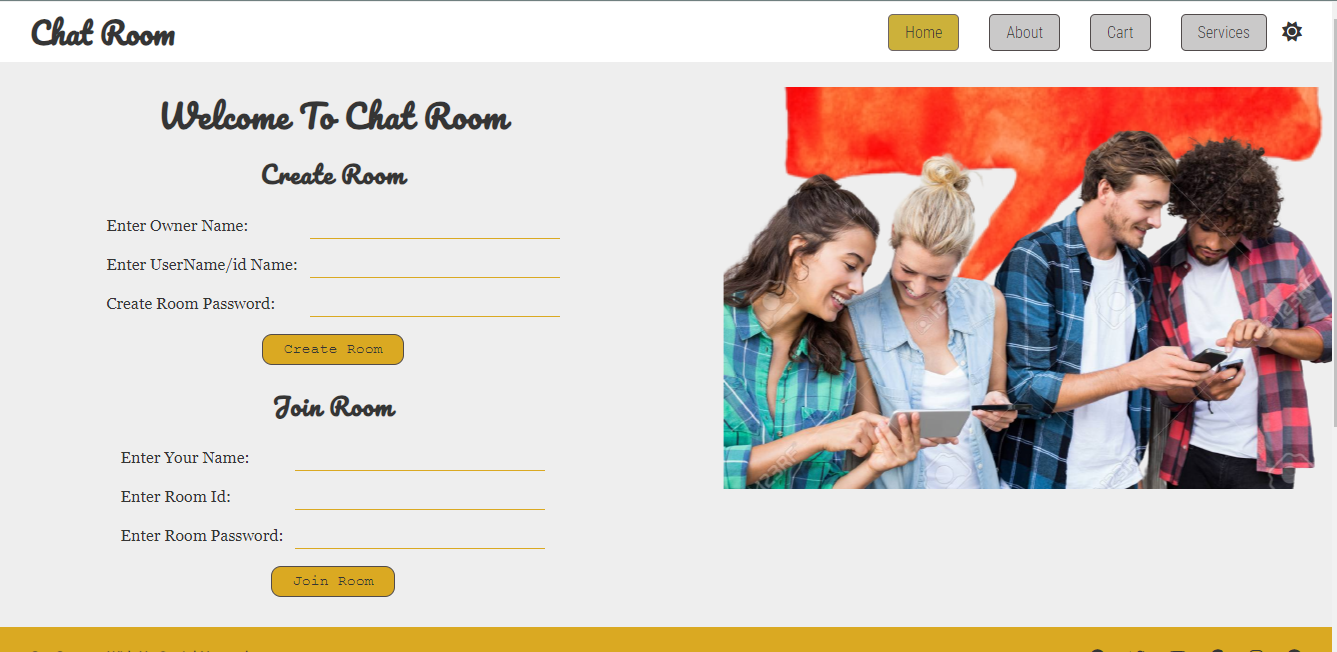 Chat Room
Home
About
Cart
Services
Welcome To Chat Room
Create Room
Enter Owner Name:
Enter UserName/id Name:
Create Room Password:
Create Room
Join Room
Enter Your Name:
Enter Room Id:
Enter Room Password:
Join Room
123RF